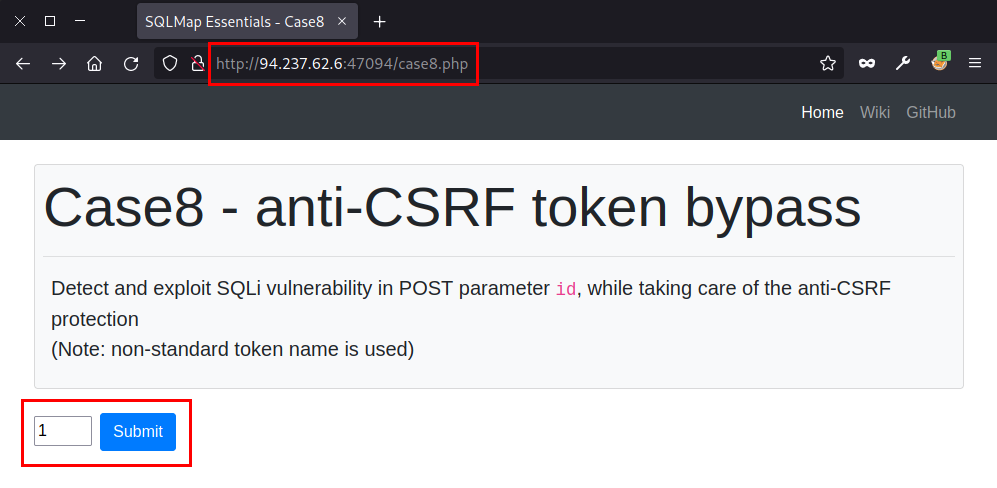 SQLMap Essentials - Case8
http://94.237.62.6:47094/case8.php
B
Home Wiki GitHub
Case8 - anti-CSRF token bypass
Detect and exploit SQLi vulnerability in POST parameter id, while taking care of the anti-CSRF
protection
(Note: non-standard token name is used)
1 Submit